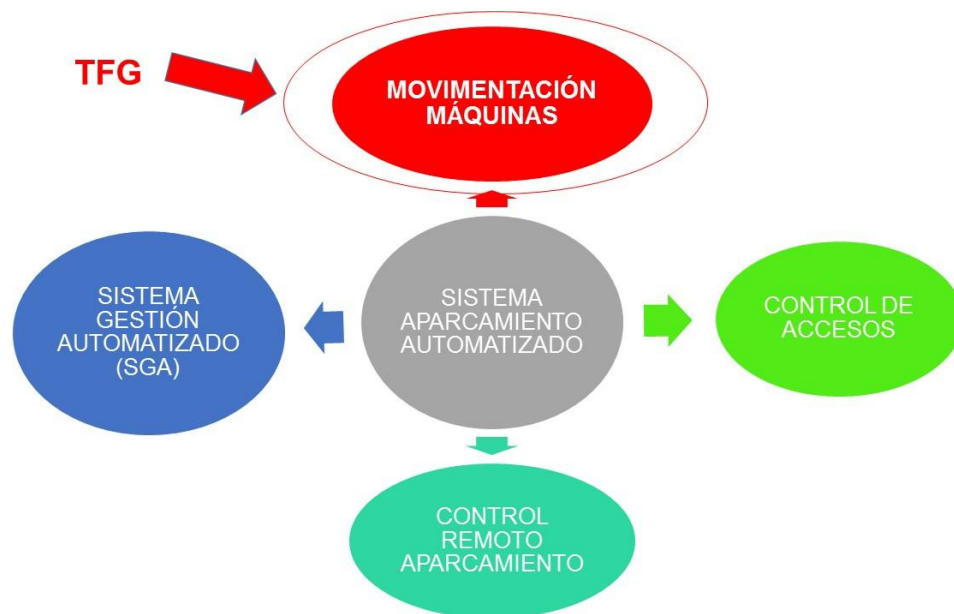 TFG
MOVIMENTACIÓN
MÁQUINAS
SISTEMA
GESTIÓN
AUTOMATIZADO
(SGA)
SISTEMA
APARCAMIENTO
AUTOMATIZADO
CONTROL DE
ACCESOS
CONTROL
REMOTO
APARCAMIENTO